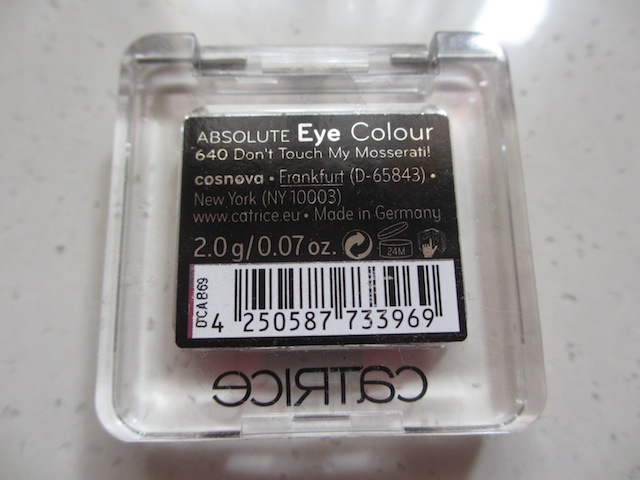 ABSOLUTE Eye Colour
640 Don't Touch My Mosserati!
cosnova • Frankfurt (D-65843) •
New York (NY 10003)
www.catrice.eu • Made in Germany
2.0 g/0.07 oz. 24M
D'CAB69
4 250587 733969
CATRICE